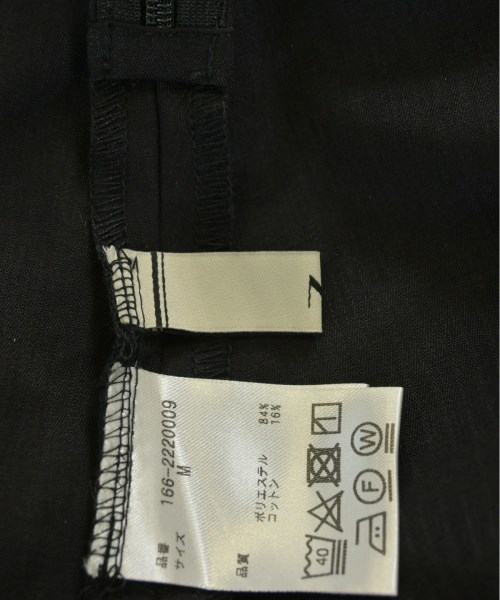 品番 166-2220009
サイズ M
品質 ポリエステル 84%
コットン 16%
40
F W